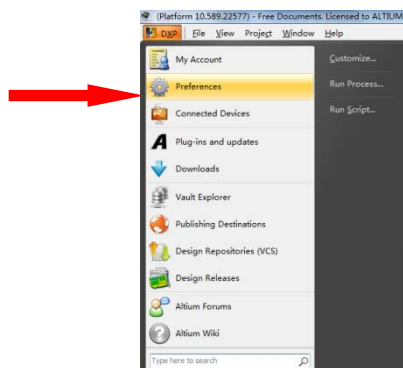 (Platform 10.589.22577) - Free Documents. Licensed to ALTIUM
DXP File View Project Window Help
My Account
Preferences
Connected Devices
Plug-ins and updates
Downloads
Vault Explorer
Publishing Destinations
Design Repositories (VCS)
Design Releases
Altium Forums
Altium Wiki
Type here to search
Customize...
Run Process...
Run Script...